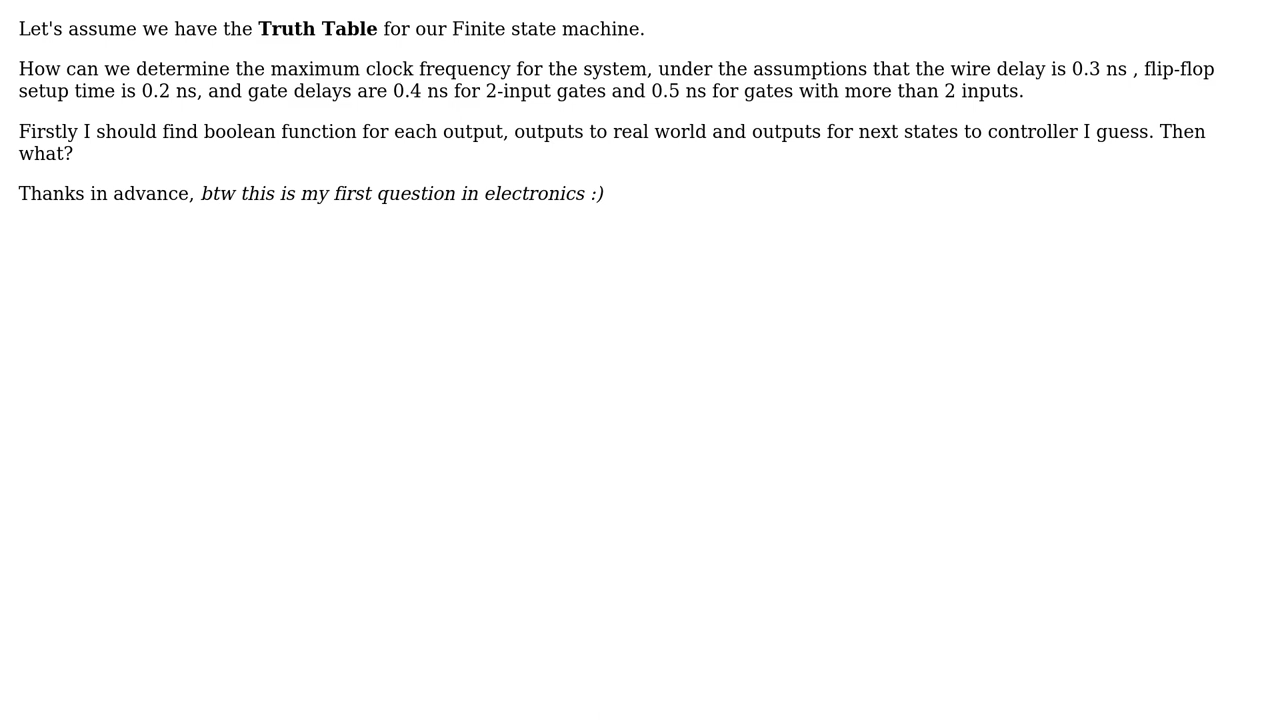 Let's assume we have the Truth Table for our Finite state machine.
How can we determine the maximum clock frequency for the system, under the assumptions that the wire delay is 0.3 ns , flip-flop
setup time is 0.2 ns, and gate delays are 0.4 ns for 2-input gates and 0.5 ns for gates with more than 2 inputs.
Firstly I should find boolean function for each output, outputs to real world and outputs for next states to controller I guess. Then
what?
Thanks in advance, btw this is my first question in electronics :)